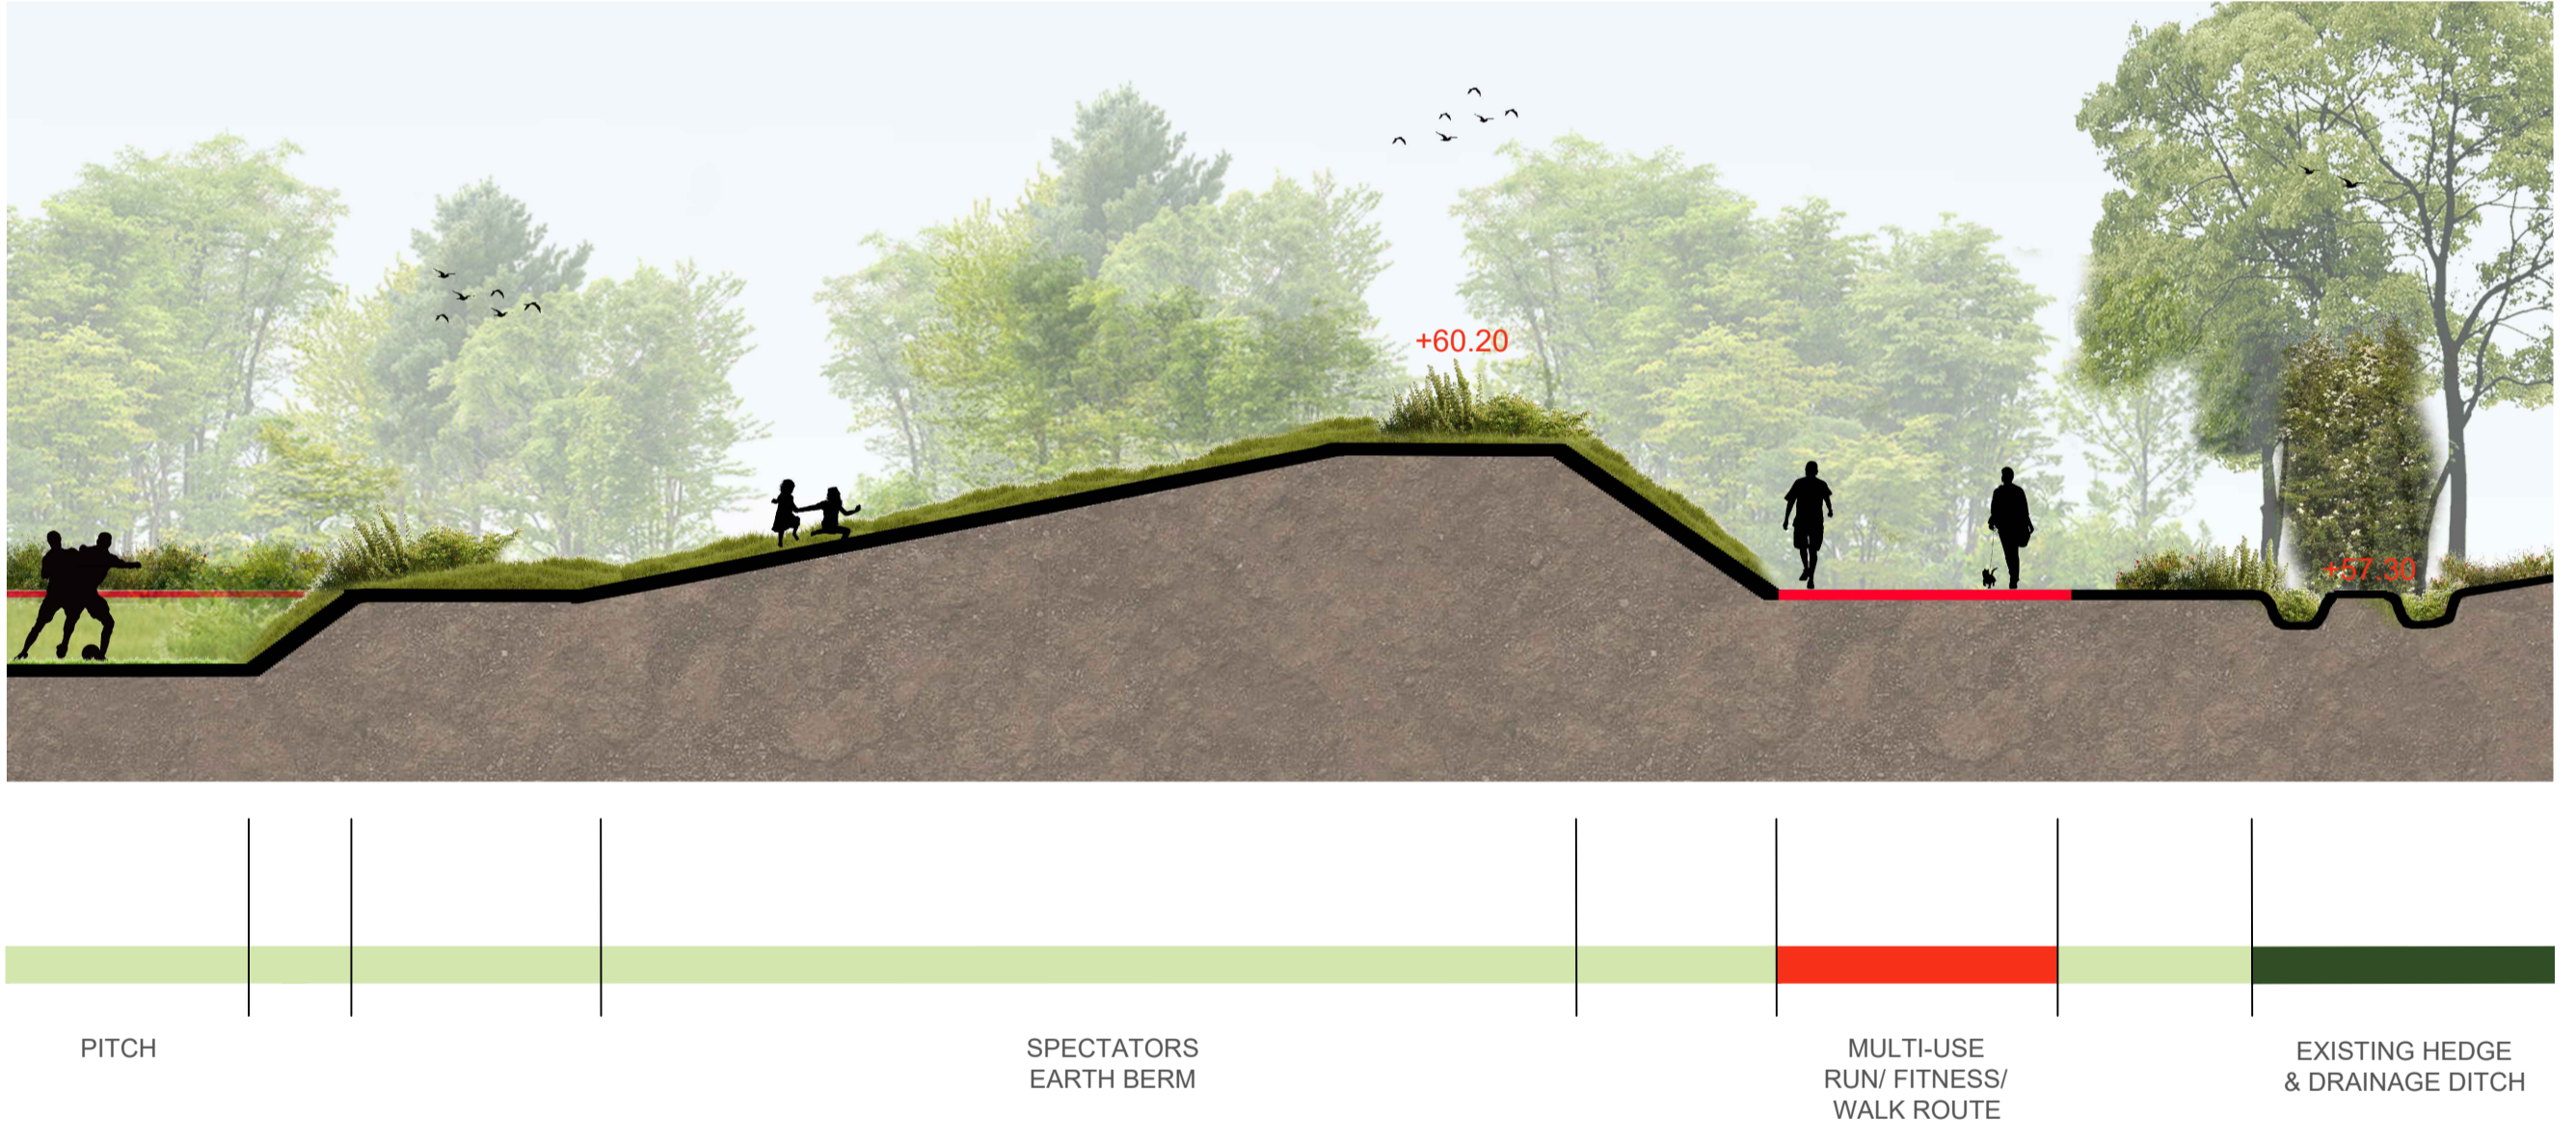 +60.20
+57.30
PITCH
SPECTATORS
EARTH BERM
MULTI-USE
RUN/ FITNESS/
WALK ROUTE
EXISTING HEDGE
& DRAINAGE DITCH